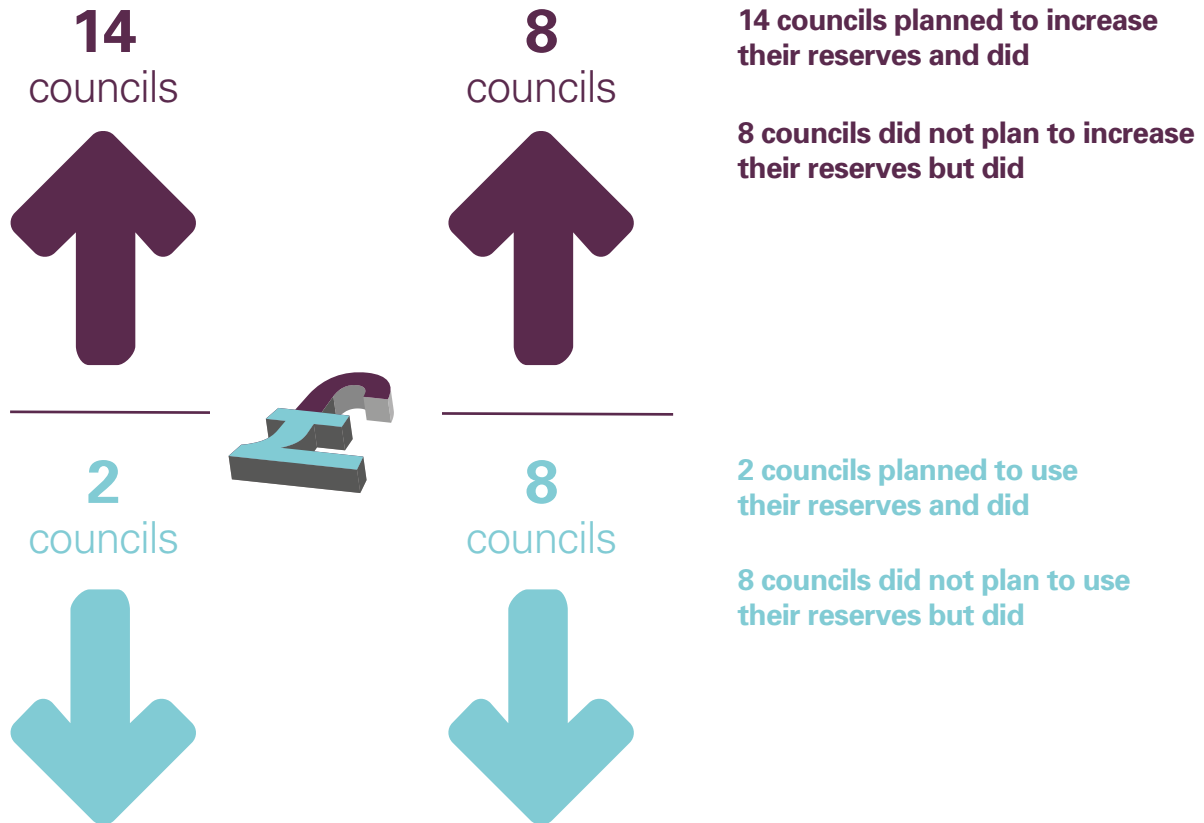 14
councils
8
councils
14 councils planned to increase
their reserves and did
8 councils did not plan to increase
their reserves but did
£
2
councils
8
councils
2 councils planned to use
their reserves and did
8 councils did not plan to use
their reserves but did